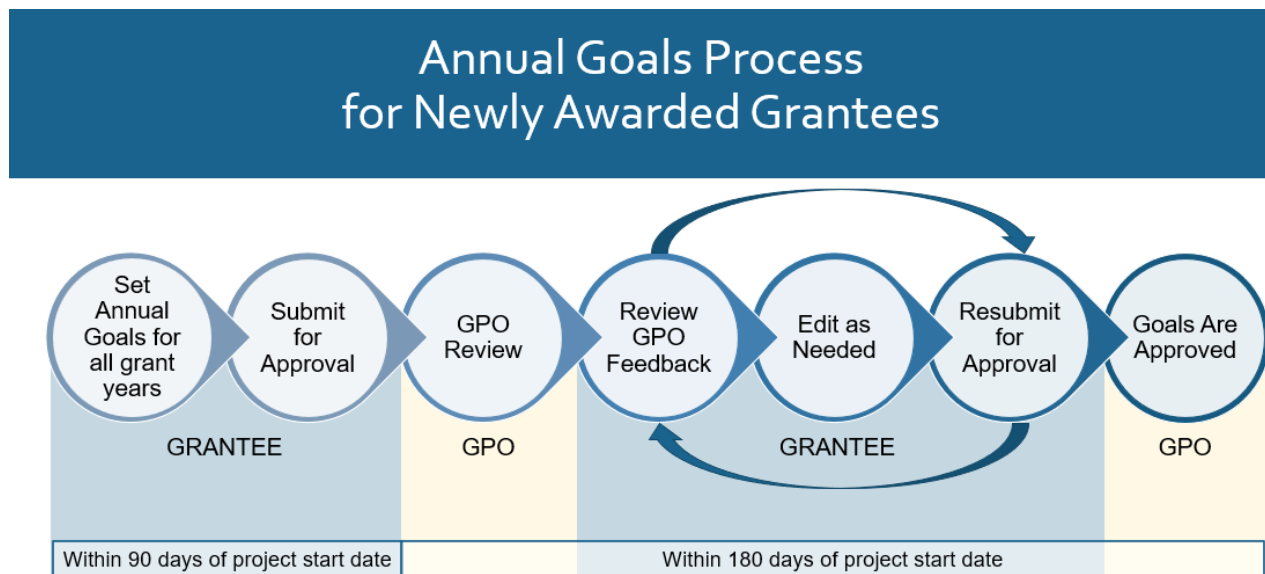 Annual Goals Process
for Newly Awarded Grantees
Set
Annual
Goals for
all grant
years
Submit
for
Approval
GPO
Review
Review
GPO
Feedback
Edit as
Needed
Resubmit
for
Approval
Goals Are
Approved
GRANTEE
GPO
GRANTEE
GPO
Within 90 days of project start date
Within 180 days of project start date